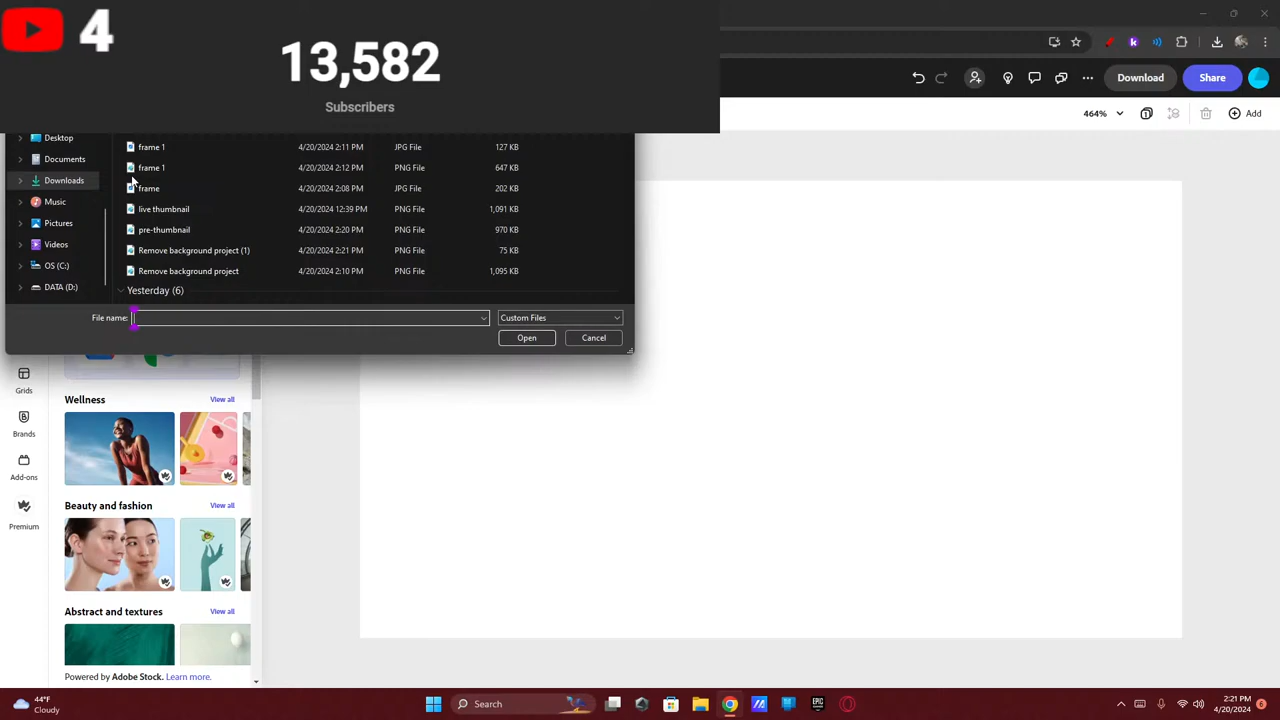 4
13,582
Subscribers
Download
Share
464%
Add
Desktop
Documents
Downloads
Music
Pictures
Videos
OS (C:)
DATA (D:)
frame 1 4/20/2024 2:11 PM JPG File 127 KB
frame 1 4/20/2024 2:12 PM PNG File 647 KB
frame 4/20/2024 2:08 PM JPG File 202 KB
live thumbnail 4/20/2024 12:39 PM PNG File 1,091 KB
pre-thumbnail 4/20/2024 2:20 PM PNG File 970 KB
Remove background project (1) 4/20/2024 2:21 PM PNG File 75 KB
Remove background project 4/20/2024 2:10 PM PNG File 1,095 KB
Yesterday (6)
File name:
Custom Files
Open
Cancel
Grids
Brands
Add-ons
Premium
Wellness View all
Beauty and fashion View all
Abstract and textures View all
Powered by Adobe Stock. Learn more.
44°F
Cloudy
Search
EPIC
2:21 PM
4/20/2024